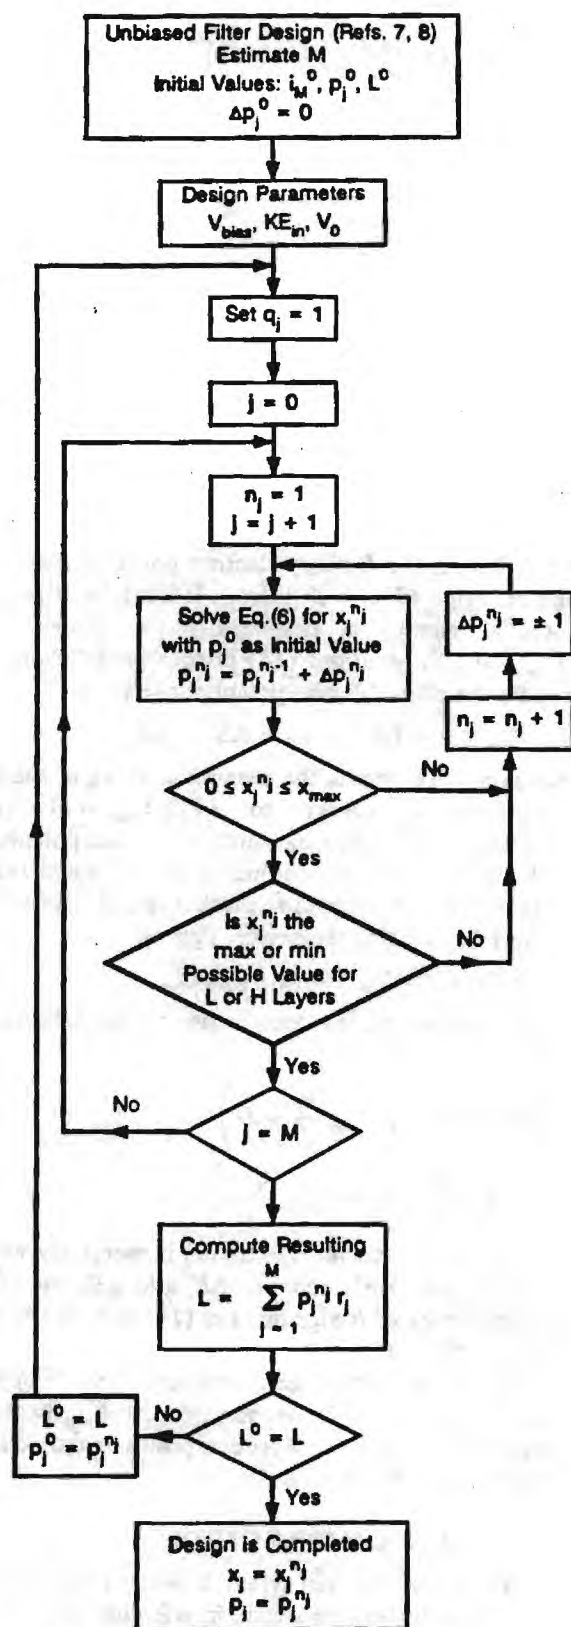 Unbiased Filter Design (Refs. 7, 8)
Estimate M
Initial Values: i_M^0, p_j^0, L^0
Δp_j^0 = 0
Design Parameters
V_bias, KE_in, V_0
Set q_j = 1
j = 0
n_j = 1
j = j + 1
Solve Eq.(6) for x_j^n_j
with p_j^0 as Initial Value
p_j^n_j = p_j^n_j-1 + Δp_j^n_j
Δp_j^n_j = ± 1
n_j = n_j + 1
0 ≤ x_j^n_j ≤ x_max
No
Yes
Is x_j^n_j the
max or min
Possible Value for
L or H Layers
No
Yes
No
j = M
Compute Resulting
L = M∑j = 1 p_j^n_j r_j
L^0 = L
p_j^0 = p_j^n_j
No
L^0 = L
Yes
Design is Completed
x_j = x_j^n_j
p_j = p_j^n_j